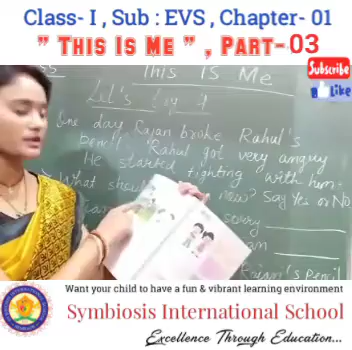 Class- I , Sub : EVS , Chapter- 01
" This Is Me " , Part- 03
Subscribe
Like
This Is Me
Let's Try it
One day Rajan broke Rahul's
pencil. Rahul got very angry
He started fighting with him.
What should now? Say Yes or No
sorry
Rajan's Pencil
Want your child to have a fun & vibrant learning environment
Symbiosis International School
Excellence Through Education...